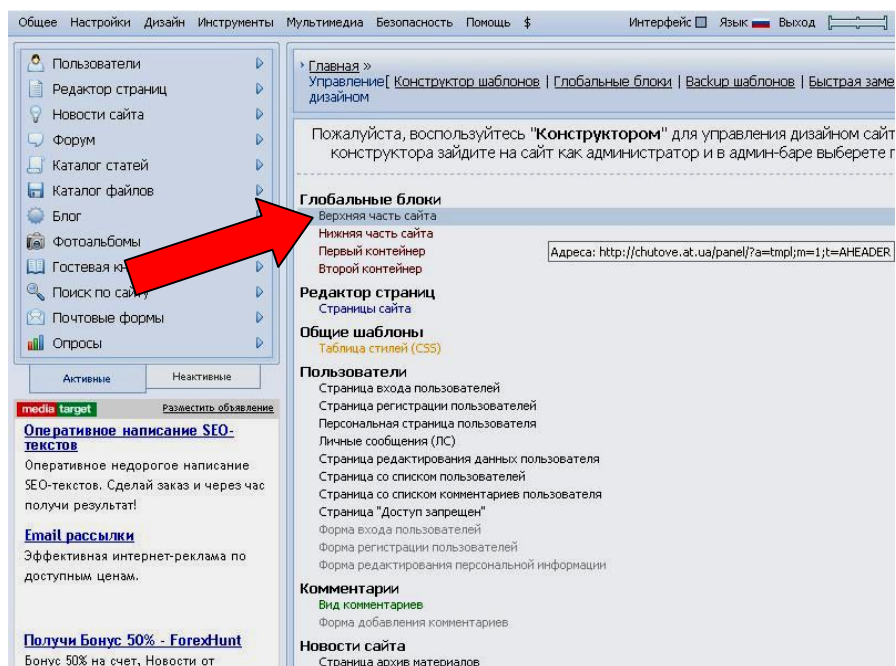 Общее Настройки Дизайн Инструменты Мультимедиа Безопасность Помощь $ Интерфейс Язык Выход
Пользователи
Редактор страниц
Новости сайта
Форум
Каталог статей
Каталог файлов
Блог
Фотоальбомы
Гостевая
Поиск по сайту
Почтовые формы
Опросы
Активные Неактивные
media target Разместить объявление
Оперативное написание SEO-
текстов
Оперативное недорогое написание
SEO-текстов. Сделай заказ и через час
получи результат!
Email рассылки
Эффективная интернет-реклама по
доступным ценам.
Получи Бонус 50% - ForexHunt
Бонус 50% на счет, Новости от
Главная »
Управление[ Конструктор шаблонов | Глобальные блоки | Backup шаблонов | Быстрая заме
дизайном
Пожалуйста, воспользуйтесь "Конструктором" для управления дизайном сайт
конструктора зайдите на сайт как администратор и в админ-баре выберете п
Глобальные блоки
Верхняя часть сайта
Нижняя часть сайта
Первый контейнер
Адреса: http://chutove.at.ua/panel/?a=tmpl;m=1;t=AHEADER
Второй контейнер
Редактор страниц
Страницы сайта
Общие шаблоны
Таблица стилей (CSS)
Пользователи
Страница входа пользователей
Страница регистрации пользователей
Персональная страница пользователя
Личные сообщения (ЛС)
Страница редактирования данных пользователя
Страница со списком пользователей
Страница со списком комментариев пользователя
Страница "Доступ запрещен"
Форма входа пользователей
Форма регистрации пользователей
Форма редактирования персональной информации
Комментарии
Вид комментариев
Форма добавления комментариев
Новости сайта
Страница архив материалов